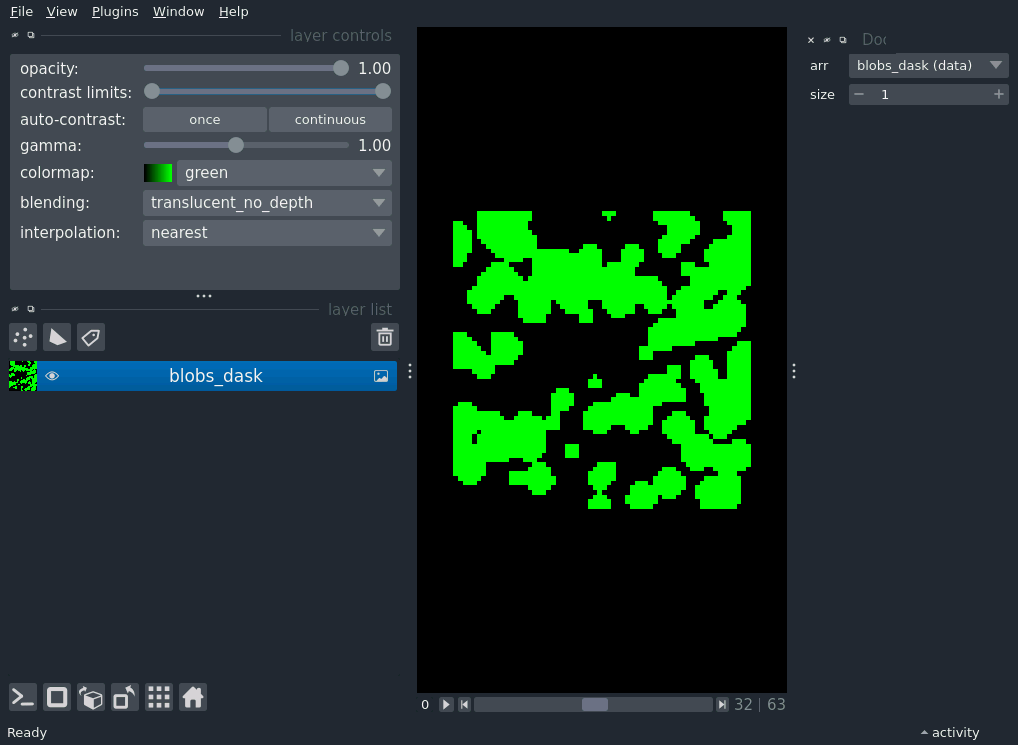 File View Plugins Window Help
layer controls
opacity: 1.00
contrast limits:
auto-contrast: once continuous
gamma: 1.00
colormap: green
blending: translucent_no_depth
interpolation: nearest
layer list
blobs_dask
0 32 | 63
Ready
activity
arr blobs_dask (data)
size 1